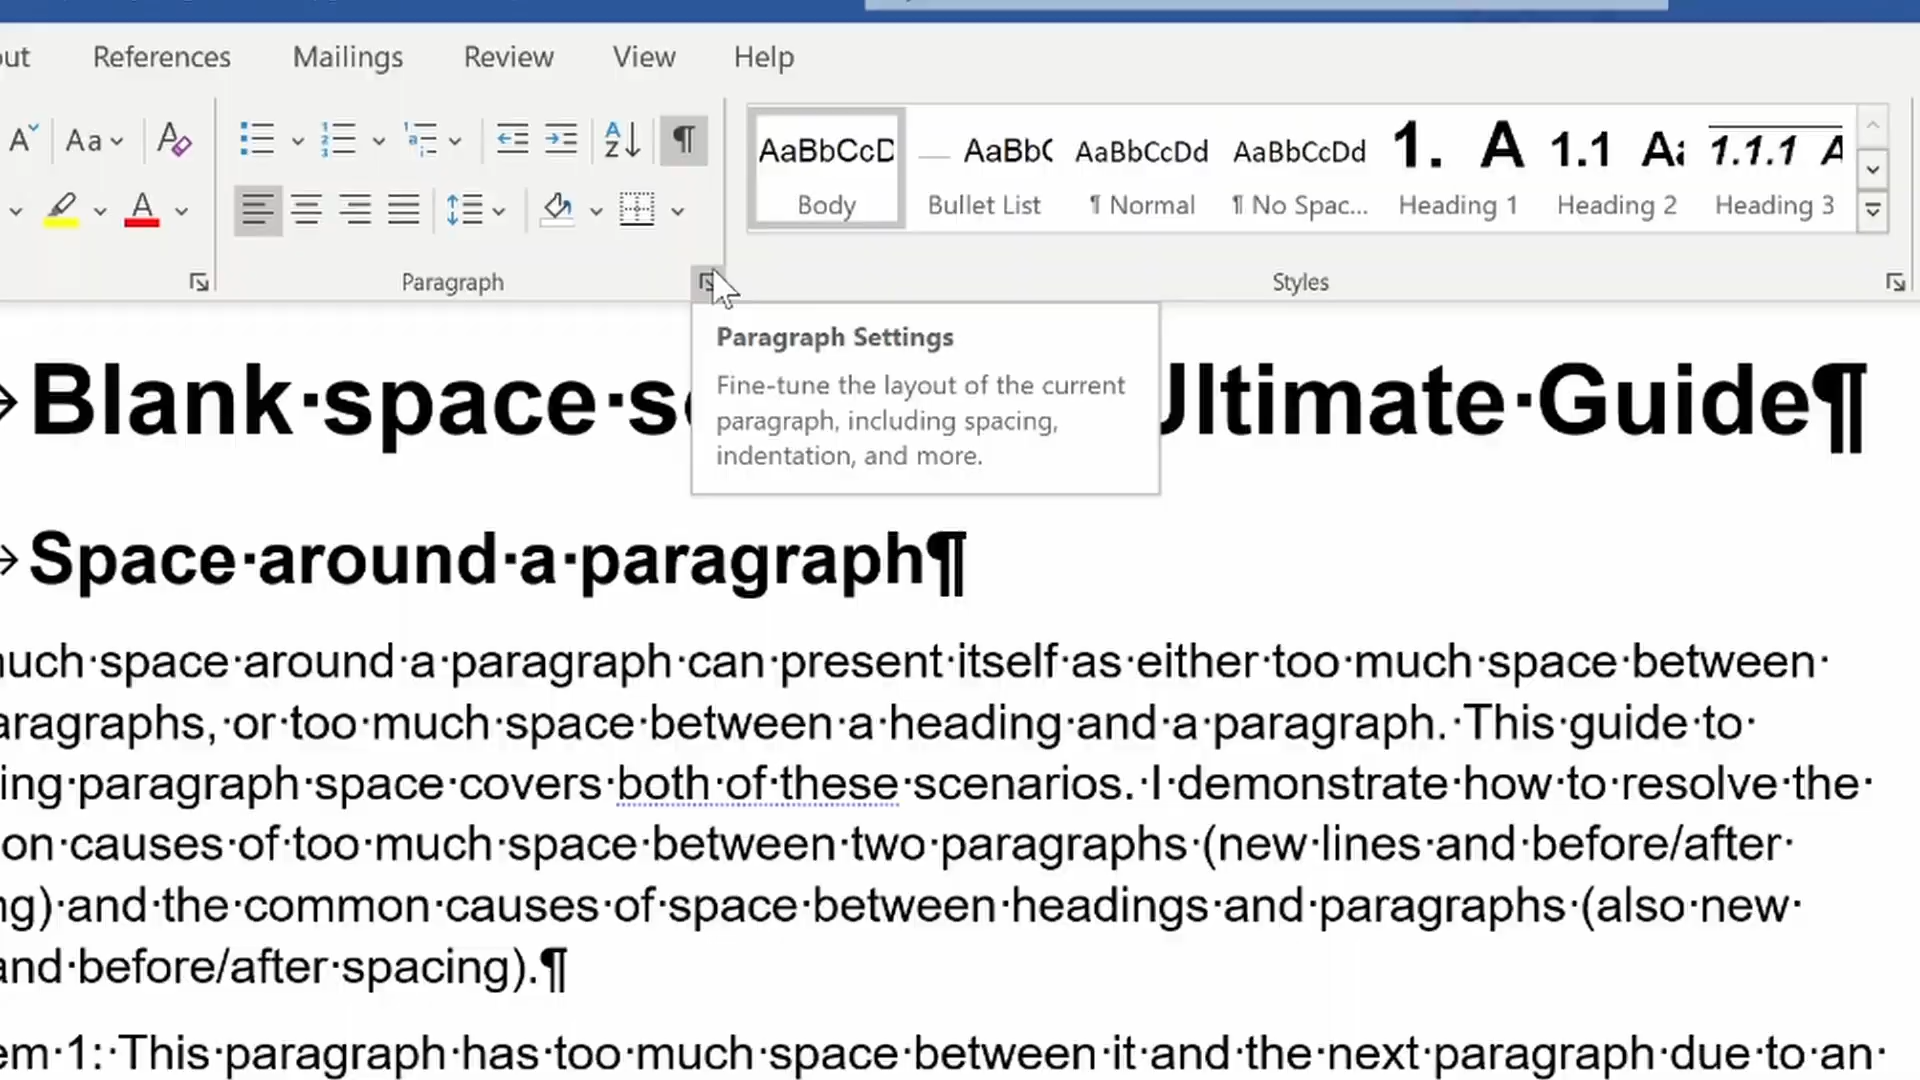 out References Mailings Review View Help
A Aa A
A Z ¶
AaBbCcD AaBbC AaBbCcDd AaBbCcDd 1. A 1.1 Aa 1.1.1 A
Body Bullet List ¶ Normal ¶ No Spac... Heading 1 Heading 2 Heading 3
A
Paragraph Styles
Paragraph Settings
Fine-tune the layout of the current
paragraph, including spacing,
indentation, and more.
→Blank·space·s Ultimate·Guide¶
→Space·around·a·paragraph¶
much·space·around·a·paragraph·can·present·itself·as·either·too·much·space·between·
aragraphs,·or·too·much·space·between·a·heading·and·a·paragraph.·This·guide·to·
ing·paragraph·space·covers·both·of·these·scenarios.·I·demonstrate·how·to·resolve·the·
on·causes·of·too·much·space·between·two·paragraphs·(new·lines·and·before/after·
ng)·and·the·common·causes·of·space·between·headings·and·paragraphs·(also·new·
and·before/after·spacing).¶
em·1:·This·paragraph·has·too·much·space·between·it·and·the·next·paragraph·due·to·an·